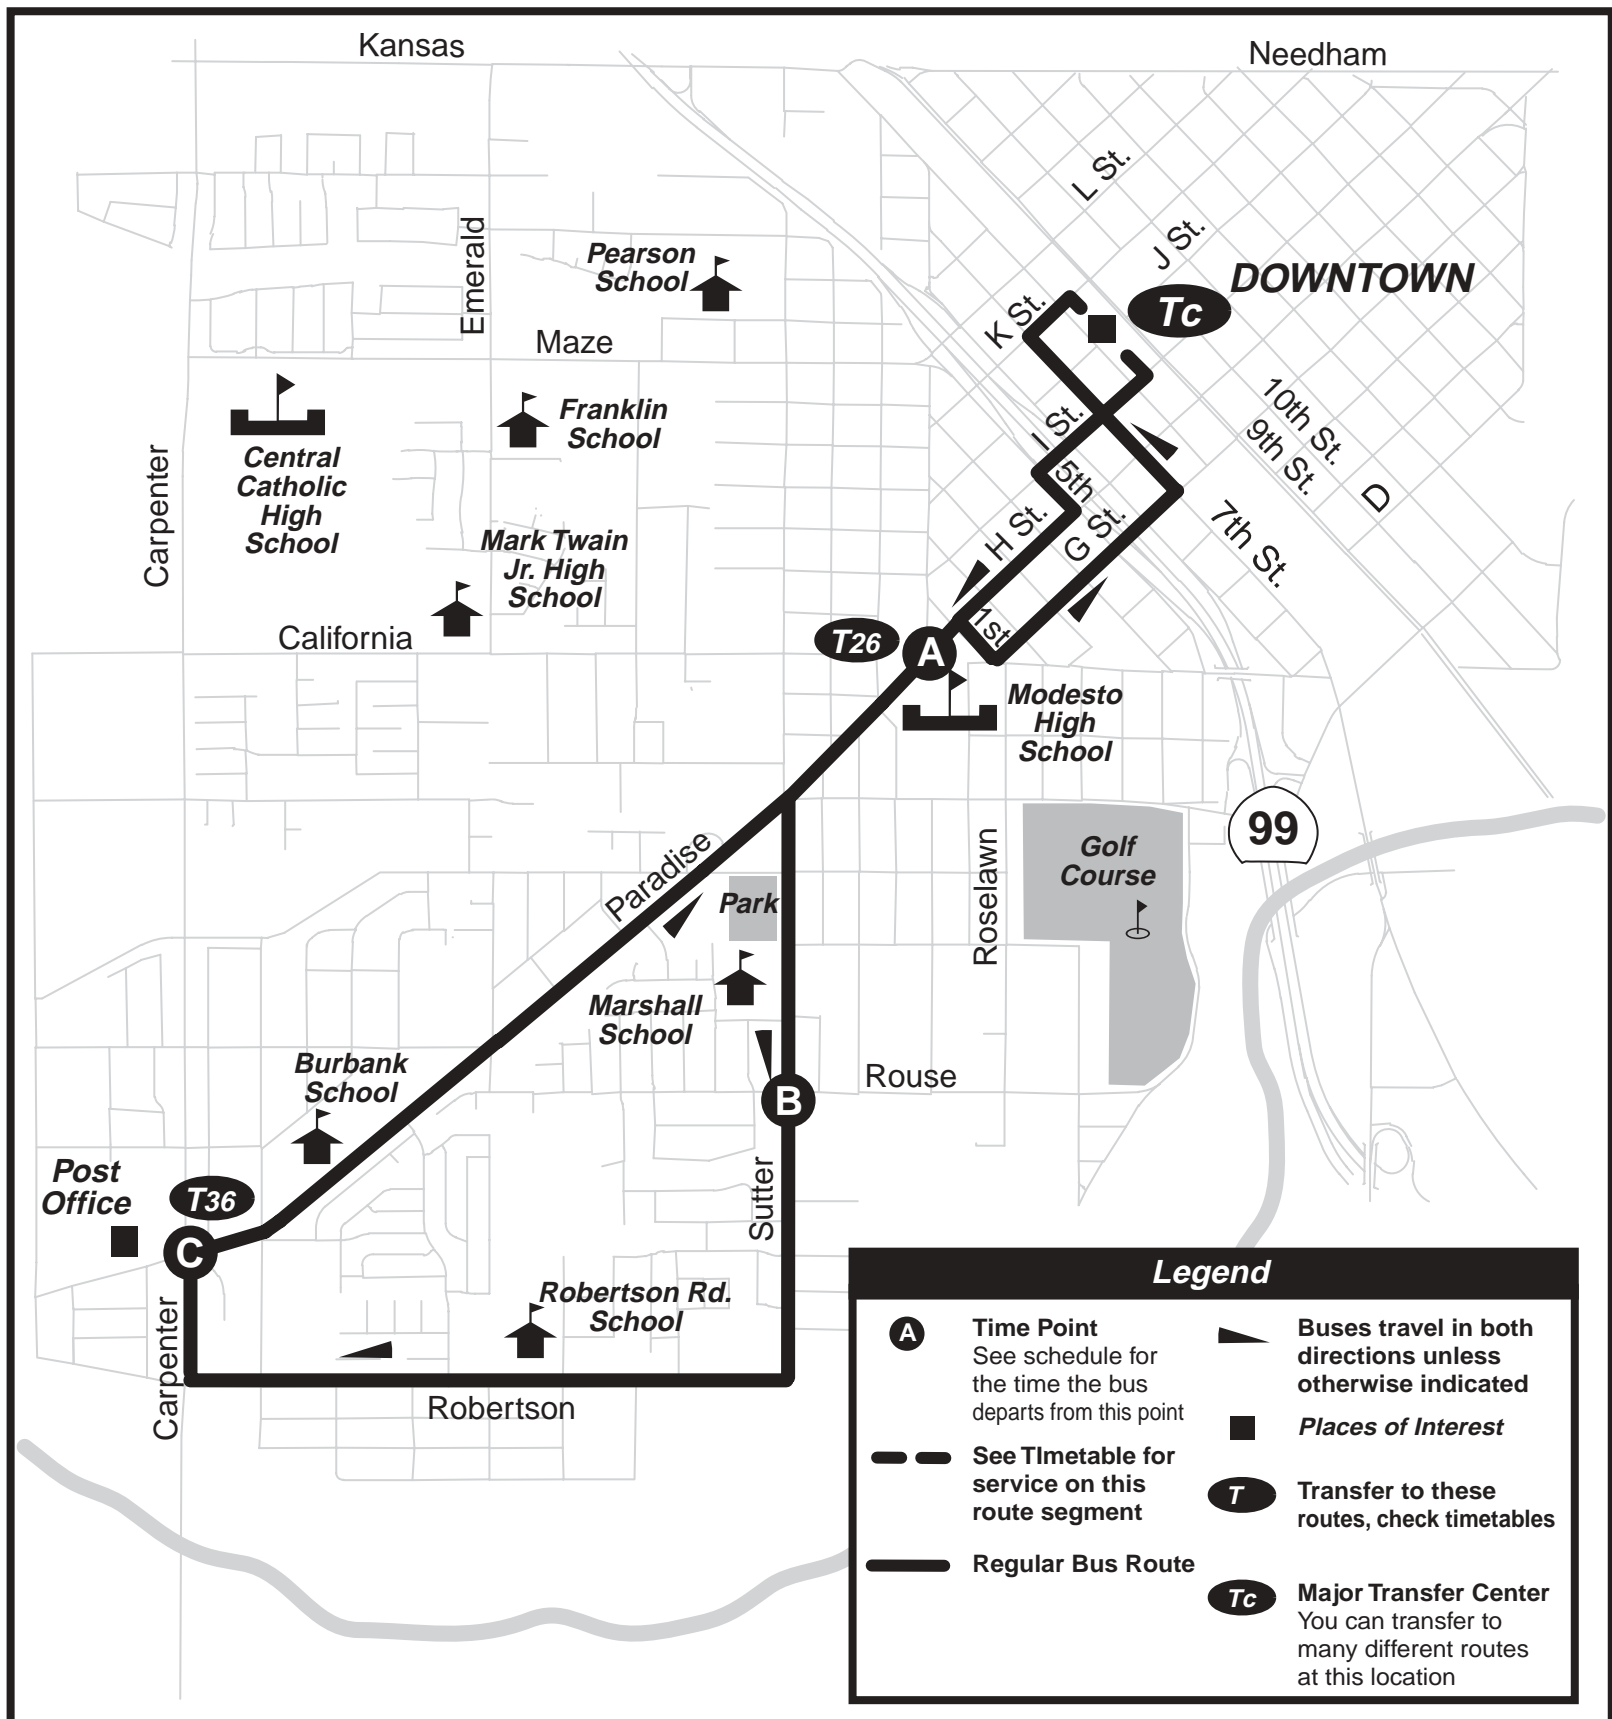 Kansas
Needham
L St.
J St.
Pearson
School
Emerald
DOWNTOWN
Tc
K St.
Maze
Franklin
School
I St.
10th St.
9th St.
D
Central
Catholic
High
School
Carpenter
5th
7th St.
H St.
G St.
Mark Twain
Jr. High
School
California
T26
A
1st
Modesto
High
School
99
Paradise
Park
Roselawn
Golf
Course
Marshall
School
Burbank
School
Rouse
B
Post
Office
T36
Sutter
C
Carpenter
Robertson Rd.
School
Robertson
Legend
A
Time Point
See schedule for
the time the bus
departs from this point
See TImetable for
service on this
route segment
Regular Bus Route
Buses travel in both
directions unless
otherwise indicated
Places of Interest
T
Transfer to these
routes, check timetables
Tc
Major Transfer Center
You can transfer to
many different routes
at this location